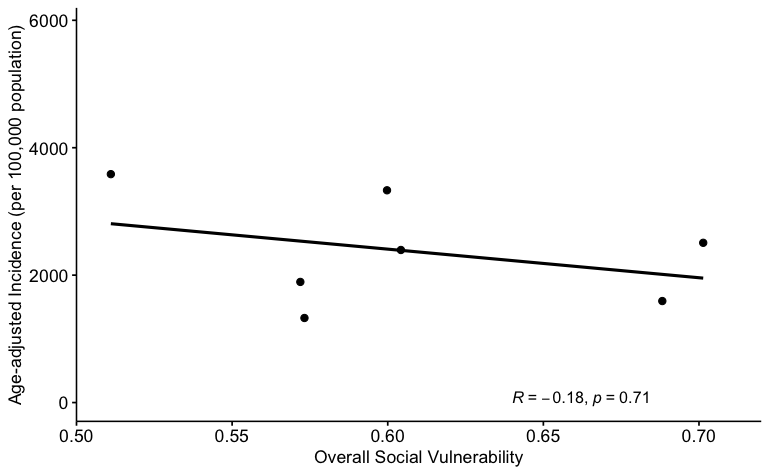 Age-adjusted Incidence (per 100,000 population)
6000
4000
2000
0
R = −0.18, p = 0.71
0.50 0.55 0.60 0.65 0.70
Overall Social Vulnerability